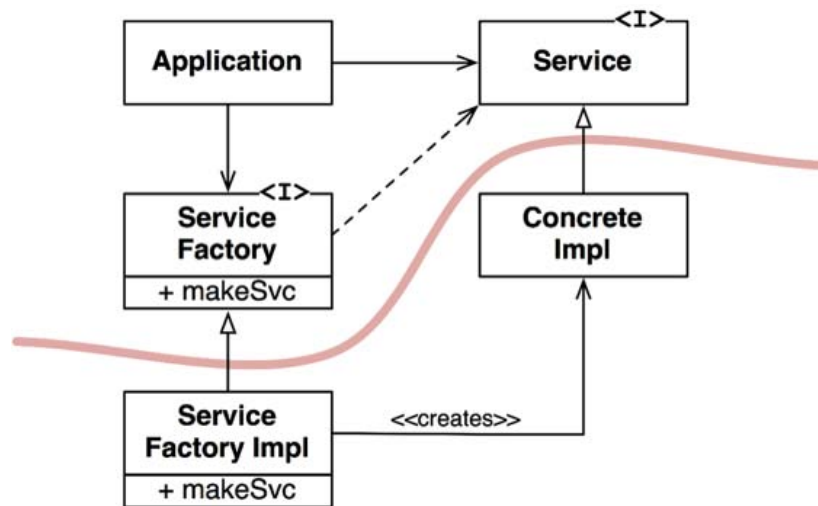 Application
<I>
Service
<I>
Service
Factory
+ makeSvc
Concrete
Impl
Service
Factory Impl
+ makeSvc
<<creates>>